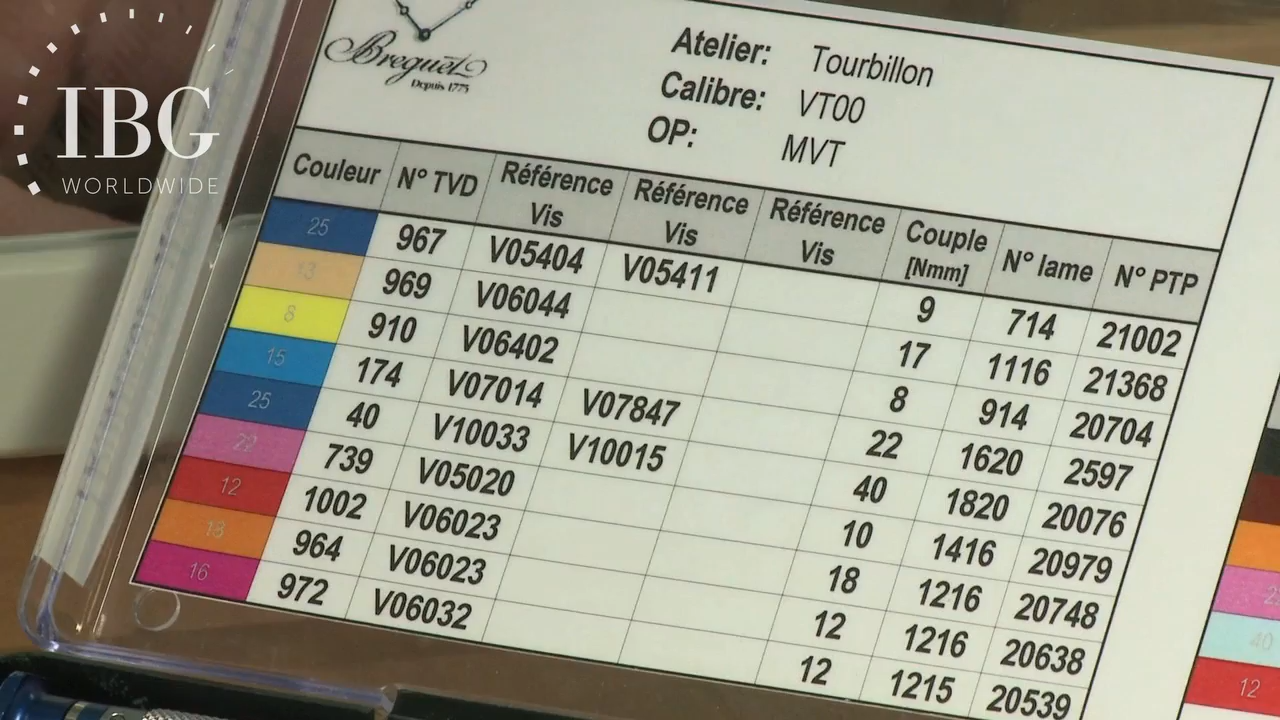 IBG
WORLDWIDE
Breguet
Depuis 1775
Atelier: Tourbillon
Calibre: VT00
OP: MVT
Couleur N° TVD Référence Vis Référence Vis Référence Vis Couple [Nmm] N° lame N° PTP
25 967 V05404 V05411 9 714 21002
13 969 V06044 17 1116 21368
8 910 V06402 8 914 20704
15 174 V07014 V07847 22 1620 2597
25 40 V10033 V10015 40 1820 20076
739 V05020 10 1416 20979
12 1002 V06023 18 1216 20748
964 V06023 12 1216 20638
16 972 V06032 12 1215 20539
40
12